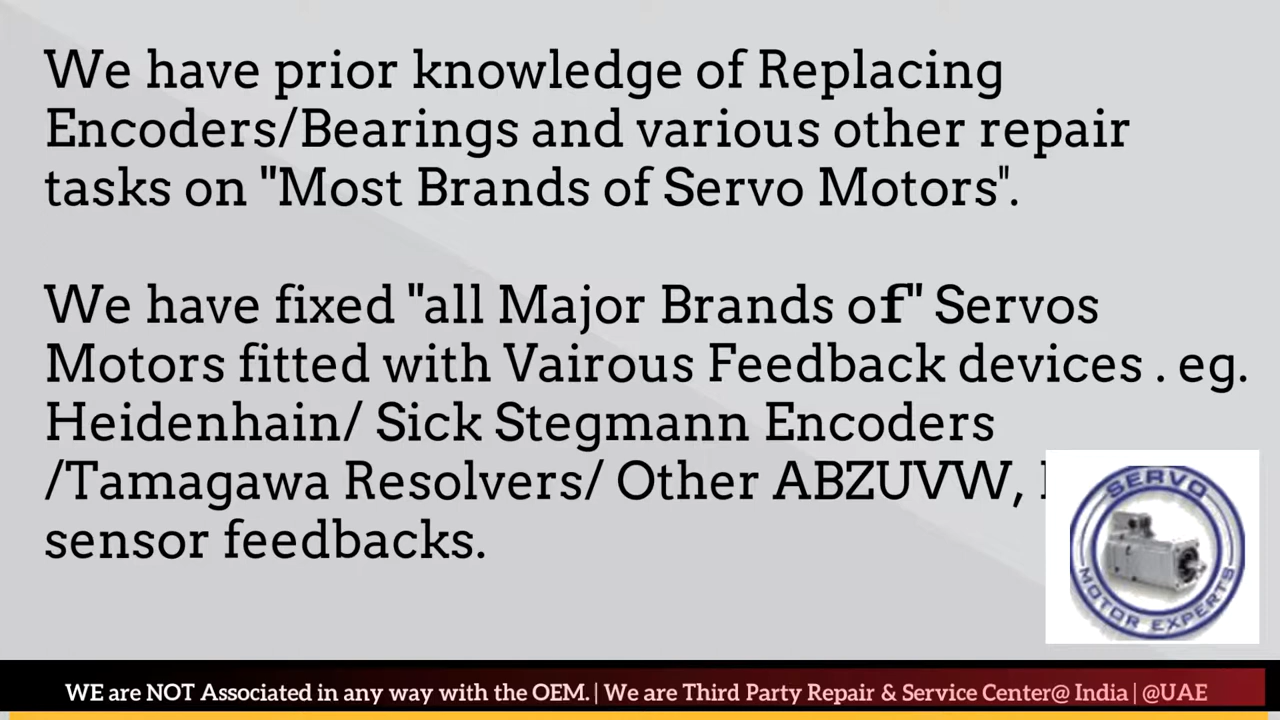 We have prior knowledge of Replacing
Encoders/Bearings and various other repair
tasks on "Most Brands of Servo Motors".
We have fixed "all Major Brands of" Servos
Motors fitted with Vairous Feedback devices . eg.
Heidenhain/ Sick Stegmann Encoders
/Tamagawa Resolvers/ Other ABZUVW,
sensor feedbacks.
SERVO
MOTOR EXPERTS
WE are NOT Associated in any way with the OEM. | We are Third Party Repair & Service Center@ India | @UAE